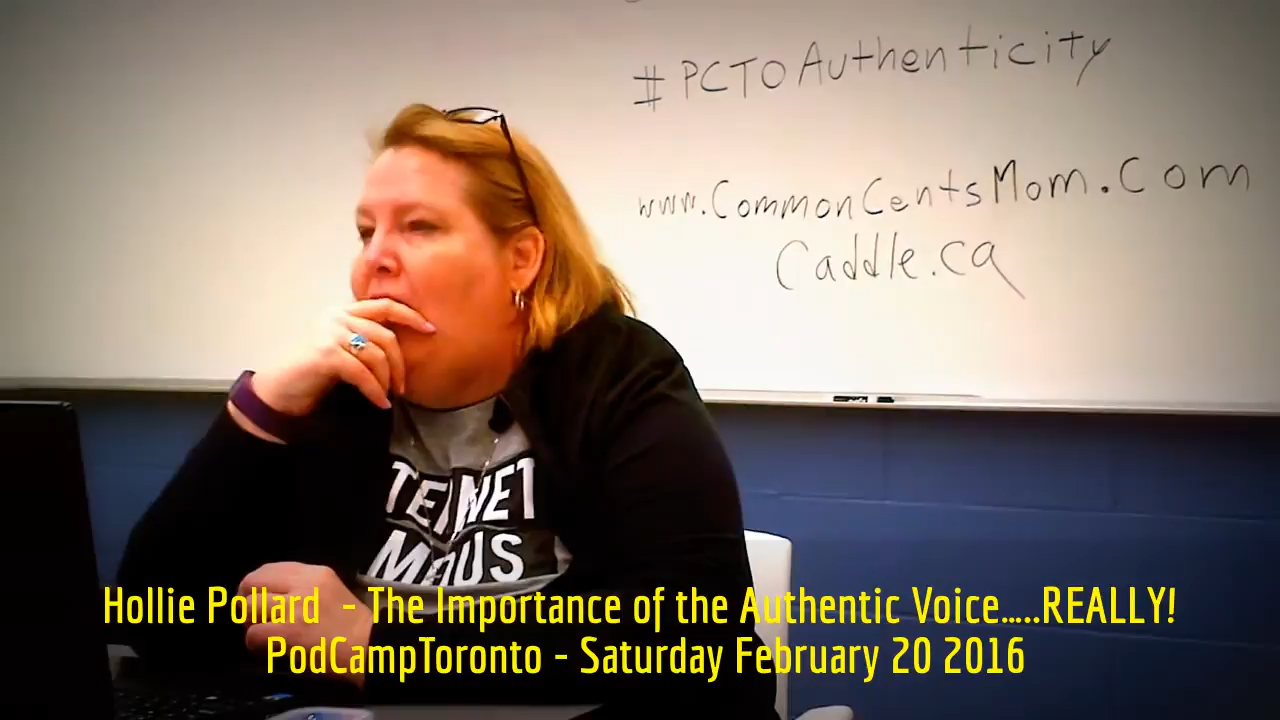 #PCTOAuthenticity
www.CommonCentsMom.Com
Caddle.ca
MOUS
Hollie Pollard - The Importance of the Authentic Voice.....REALLY!
PodCampToronto - Saturday February 20 2016